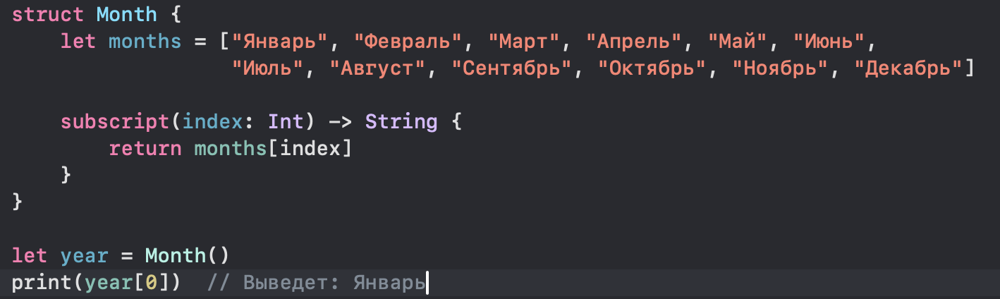 struct Month {
    let months = ["Январь", "Февраль", "Март", "Апрель", "Май", "Июнь",
                  "Июль", "Август", "Сентябрь", "Октябрь", "Ноябрь", "Декабрь"]
    subscript(index: Int) -> String {
        return months[index]
    }
}
let year = Month()
print(year[0])  // Выведет: Январь